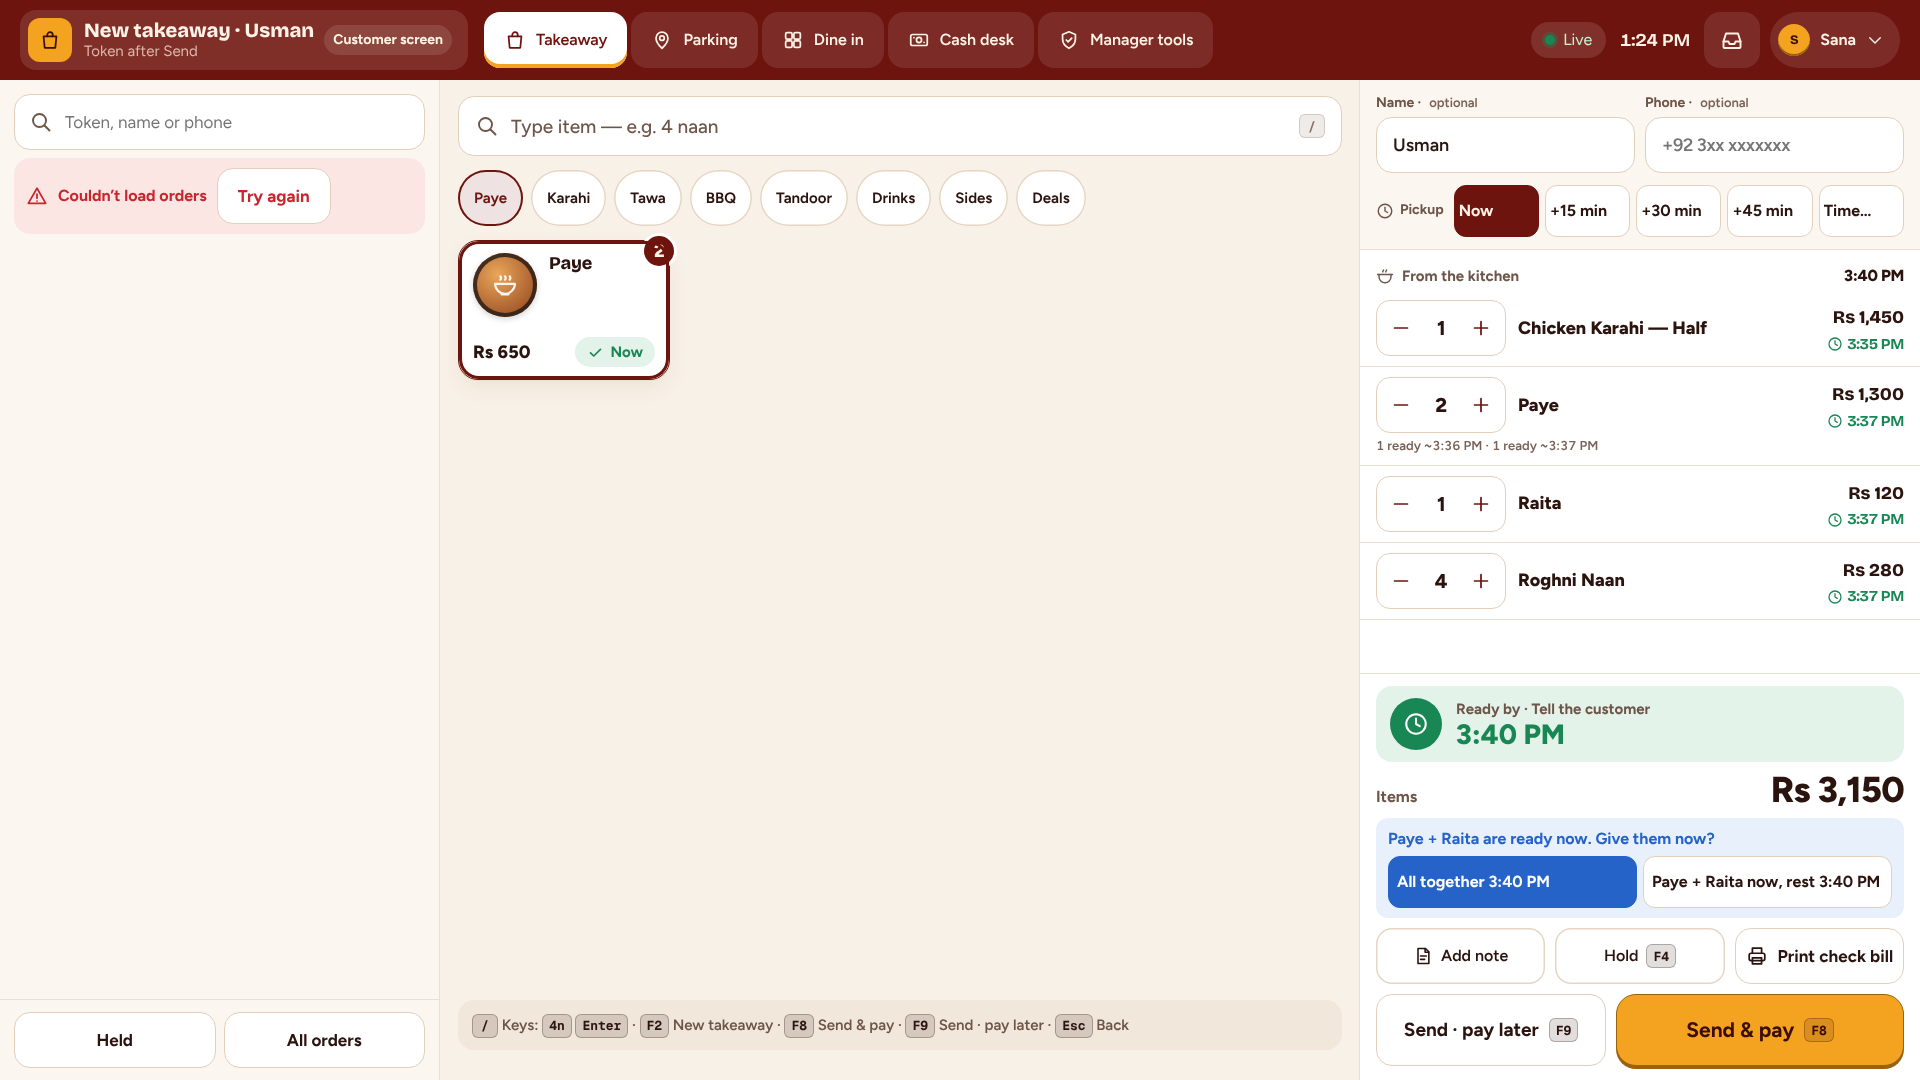 New takeaway · Usman
Token after Send
Customer screen
Takeaway
Parking
Dine in
Cash desk
Manager tools
Live
1:24 PM
S
Sana
Token, name or phone
Couldn’t load orders
Try again
Held
All orders
Type item — e.g. 4 naan
/
Paye
Karahi
Tawa
BBQ
Tandoor
Drinks
Sides
Deals
Paye
2
Rs 650
Now
/ Keys: 4n Enter · F2 New takeaway · F8 Send & pay · F9 Send · pay later · Esc Back
Name · optional
Usman
Phone · optional
+92 3xx xxxxxxx
Pickup
Now
+15 min
+30 min
+45 min
Time...
From the kitchen
3:40 PM
1
Chicken Karahi — Half
Rs 1,450
3:35 PM
2
Paye
Rs 1,300
3:37 PM
1 ready ~3:36 PM · 1 ready ~3:37 PM
1
Raita
Rs 120
3:37 PM
4
Roghni Naan
Rs 280
3:37 PM
Ready by · Tell the customer
3:40 PM
Items
Rs 3,150
Paye + Raita are ready now. Give them now?
All together 3:40 PM
Paye + Raita now, rest 3:40 PM
Add note
Hold F4
Print check bill
Send · pay later F9
Send & pay F8